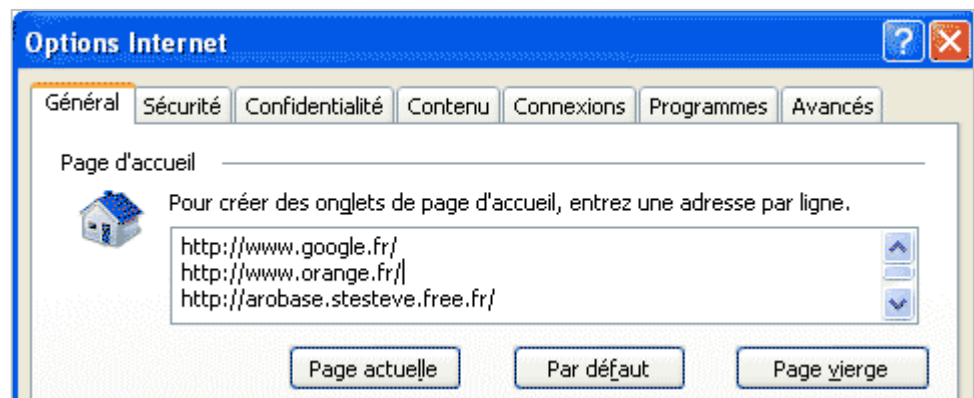 Options Internet
?
Général Sécurité Confidentialité Contenu Connexions Programmes Avancés
Page d'accueil
Pour créer des onglets de page d'accueil, entrez une adresse par ligne.
http://www.google.fr/
http://www.orange.fr/
http://arobase.stesteve.free.fr/
Page actuelle Par défaut Page vierge